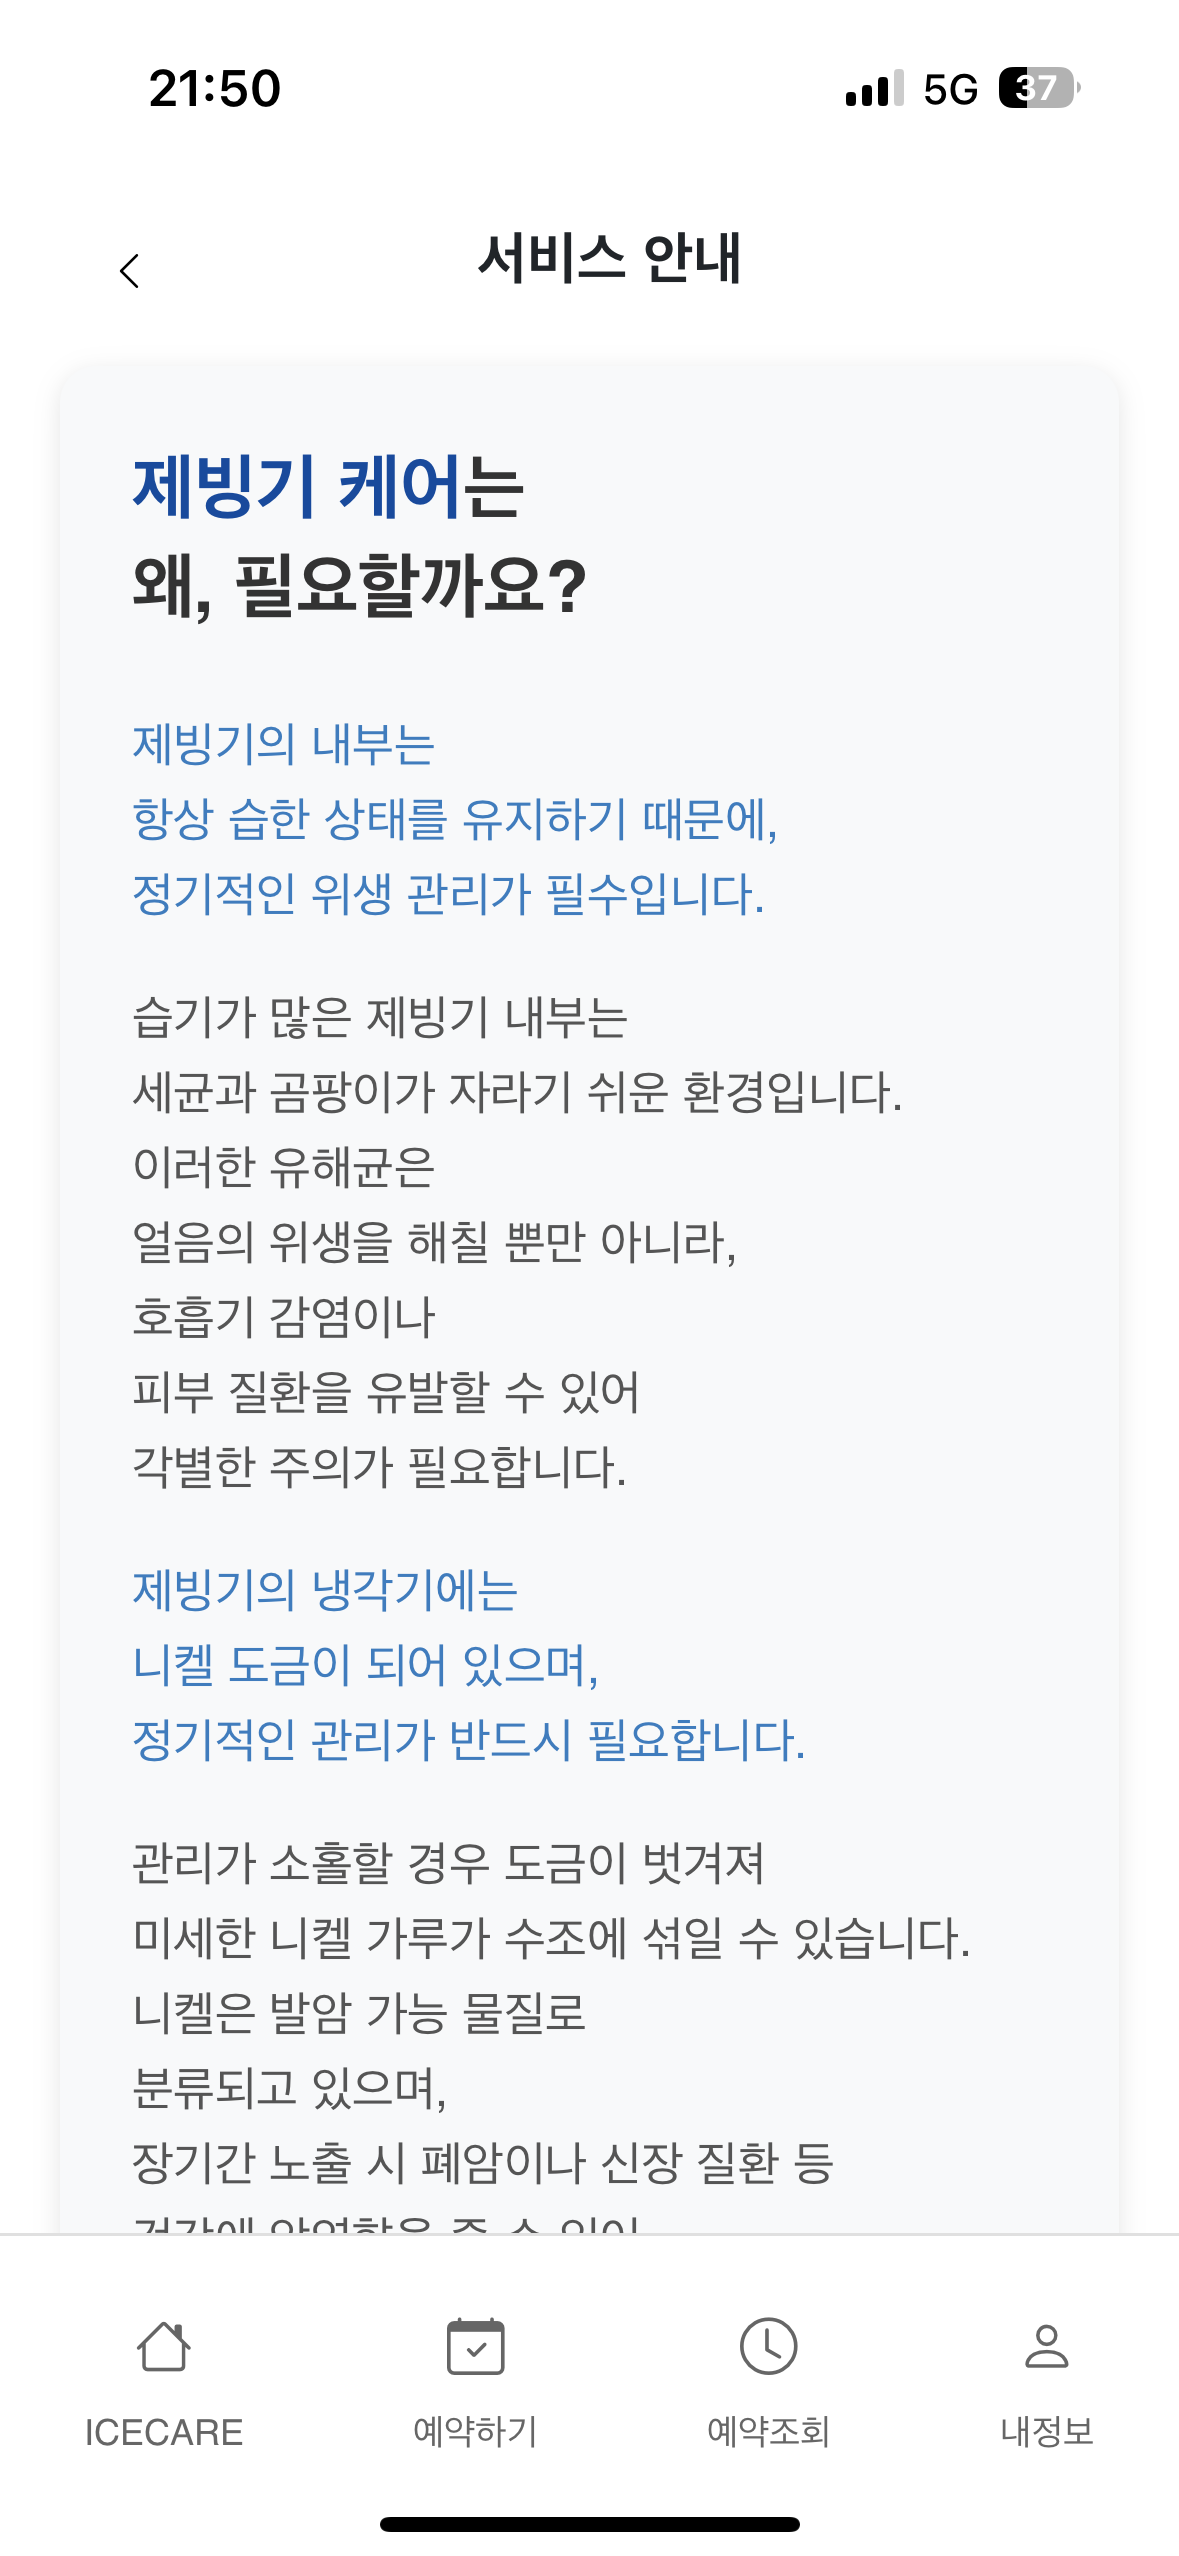 21:50
5G
37
서비스 안내
제빙기 케어는
왜, 필요할까요?
제빙기의 내부는
항상 습한 상태를 유지하기 때문에,
정기적인 위생 관리가 필수입니다.
습기가 많은 제빙기 내부는
세균과 곰팡이가 자라기 쉬운 환경입니다.
이러한 유해균은
얼음의 위생을 해칠 뿐만 아니라,
호흡기 감염이나
피부 질환을 유발할 수 있어
각별한 주의가 필요합니다.
제빙기의 냉각기에는
니켈 도금이 되어 있으며,
정기적인 관리가 반드시 필요합니다.
관리가 소홀할 경우 도금이 벗겨져
미세한 니켈 가루가 수조에 섞일 수 있습니다.
니켈은 발암 가능 물질로
분류되고 있으며,
장기간 노출 시 폐암이나 신장 질환 등
ICECARE
예약하기
예약조회
내정보